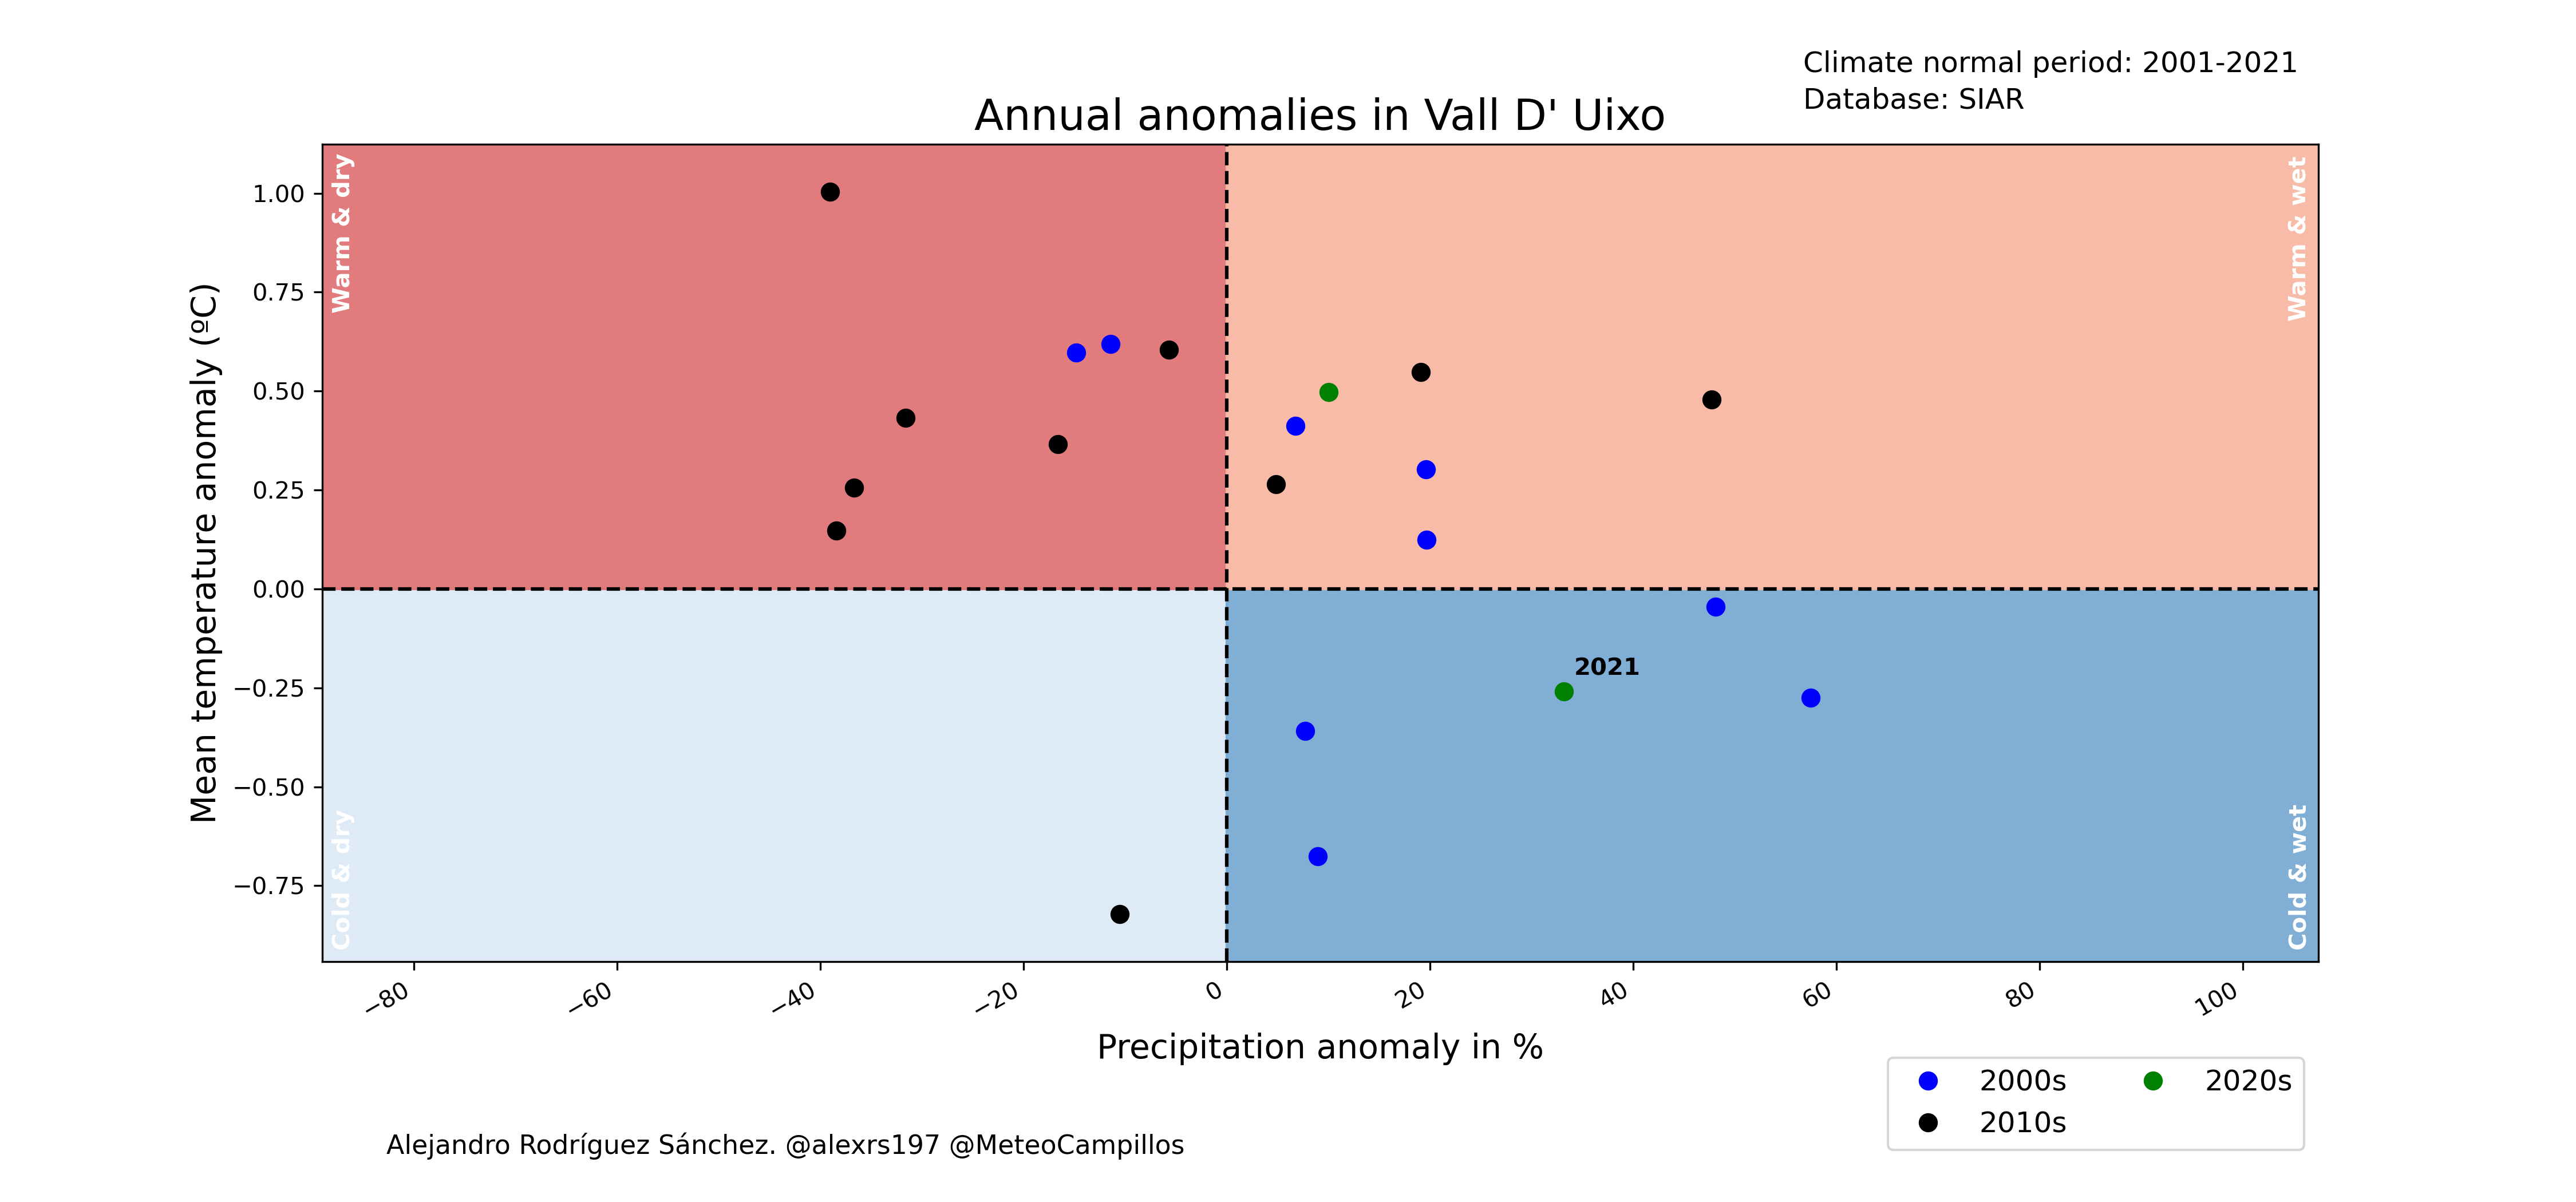 Climate normal period: 2001-2021
Database: SIAR
Annual anomalies in Vall D' Uixo
Warm & dry
Warm & wet
1.00
0.75
0.50
0.25
0.00
−0.25
−0.50
−0.75
Mean temperature anomaly (ºC)
2021
Cold & dry
Cold & wet
−80 −60 −40 −20 0 20 40 60 80 100
Precipitation anomaly in %
2000s 2020s
2010s
Alejandro Rodríguez Sánchez. @alexrs197 @MeteoCampillos